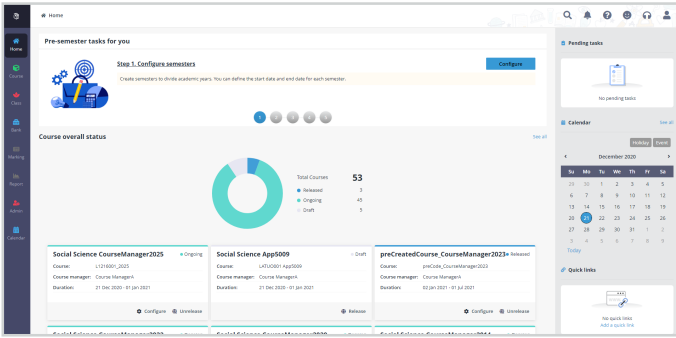 Home
Home
Course
Class
Bank
Marking
Report
Admin
Calendar
Pre-semester tasks for you
Step 1. Configure semesters
Configure
Create semesters to divide academic years. You can define the start date and end date for each semester.
1 2 3 4 5
Course overall status
See all
Total Courses 53
Released 3
Ongoing 45
Draft 5
Social Science CourseManager2025 Ongoing
Course: L1218001_2025
Course manager: Course ManagerA
Duration: 21 Dec 2020 - 01 Jan 2021
Configure Unrelease
Social Science App5009 Draft
Course: LATUO001 App5009
Course manager: Course ManagerA
Duration: 21 Dec 2020 - 01 Jan 2021
Release
preCreatedCourse_CourseManager2023 Released
Course: preCode_CourseManager2023
Course manager: Course ManagerA
Duration: 02 Jan 2021 - 01 Jul 2021
Configure Unrelease
Pending tasks
No pending tasks
Calendar
See all
Holiday Event
December 2020
Su Mo Tu We Th Fr Sa
29 30 1 2 3 4 5
6 7 8 9 10 11 12
13 14 15 16 17 18 19
20 21 22 23 24 25 26
27 28 29 30 31 1 2
3 4 5 6 7 8 9
Today
Quick links
No quick links
Add a quick link